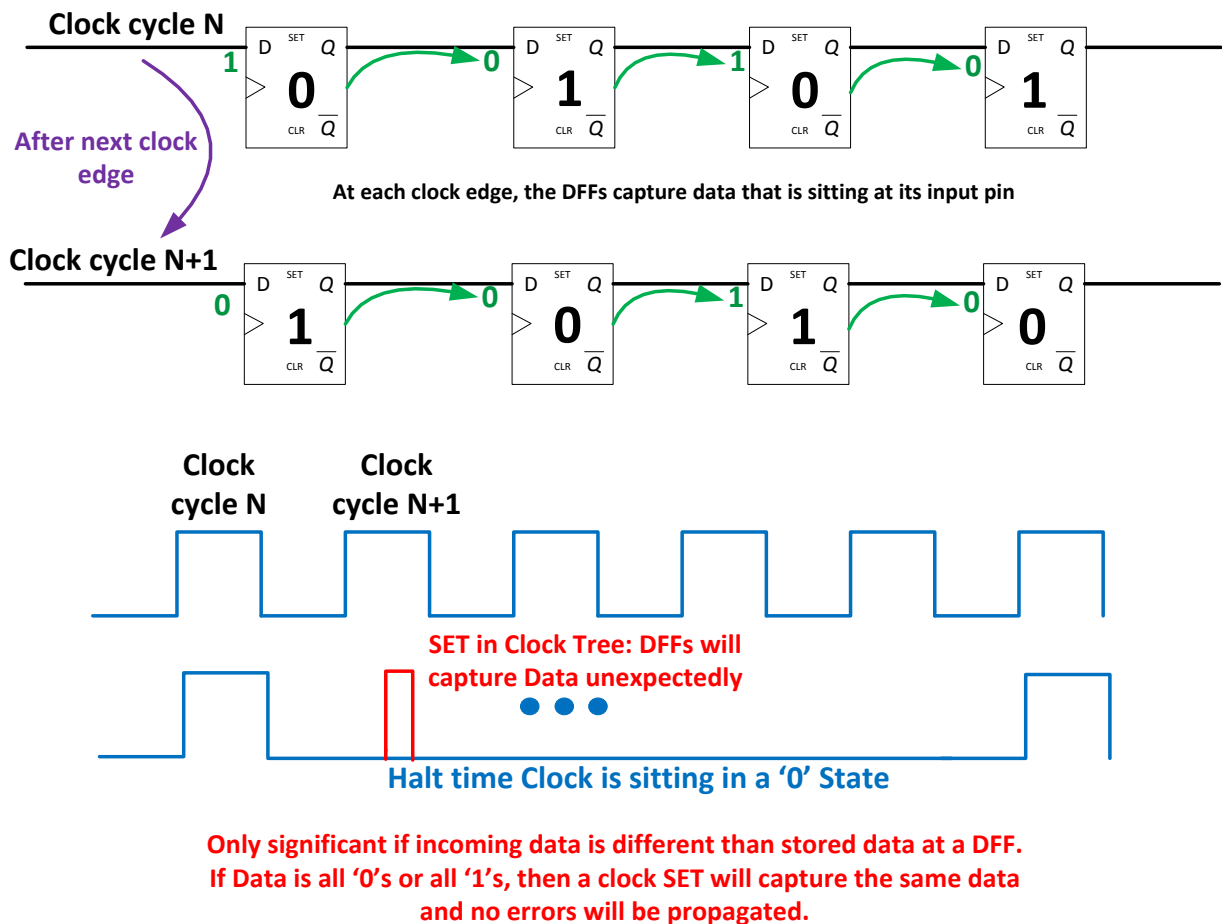 Clock cycle N
D SET Q D SET Q D SET Q D SET Q
1 0 0 1 1 0 0 1
CLR Q CLR Q CLR Q CLR Q
After next clock
edge
At each clock edge, the DFFs capture data that is sitting at its input pin
Clock cycle N+1
D SET Q D SET Q D SET Q D SET Q
0 1 0 0 1 1 0 0
CLR Q CLR Q CLR Q CLR Q
Clock
cycle N
Clock
cycle N+1
SET in Clock Tree: DFFs will
capture Data unexpectedly
Halt time Clock is sitting in a ‘0’ State
Only significant if incoming data is different than stored data at a DFF.
If Data is all ‘0’s or all ‘1’s, then a clock SET will capture the same data
and no errors will be propagated.